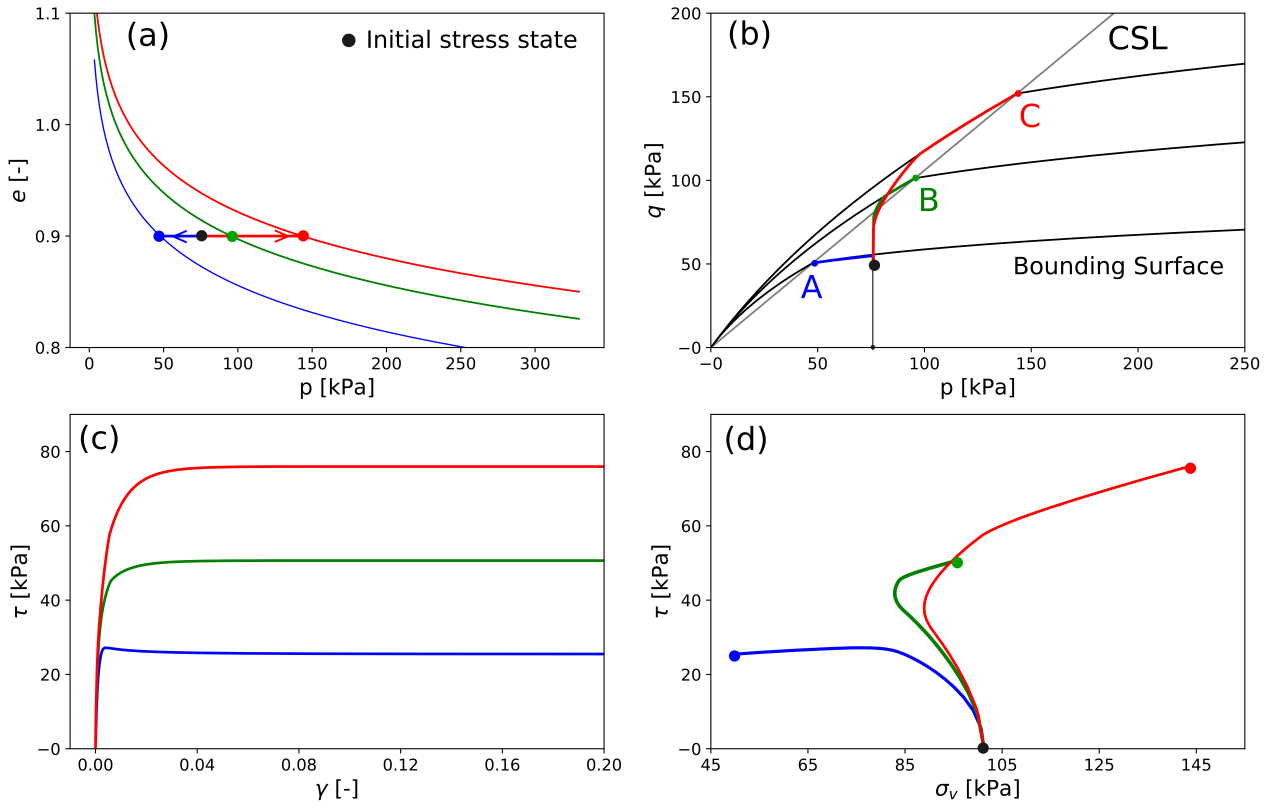 (a)
Initial stress state
1.1
1.0
0.9
0.8
e [-]
0 50 100 150 200 250 300
p [kPa]
(b)
CSL
C
B
A
Bounding Surface
200
150
100
50
−0
q [kPa]
−0 50 100 150 200 250
p [kPa]
(c)
80
60
40
20
−0
τ [kPa]
0.00 0.04 0.08 0.12 0.16 0.20
γ [-]
(d)
80
60
40
20
−0
τ [kPa]
45 85 105 145
σv [kPa]